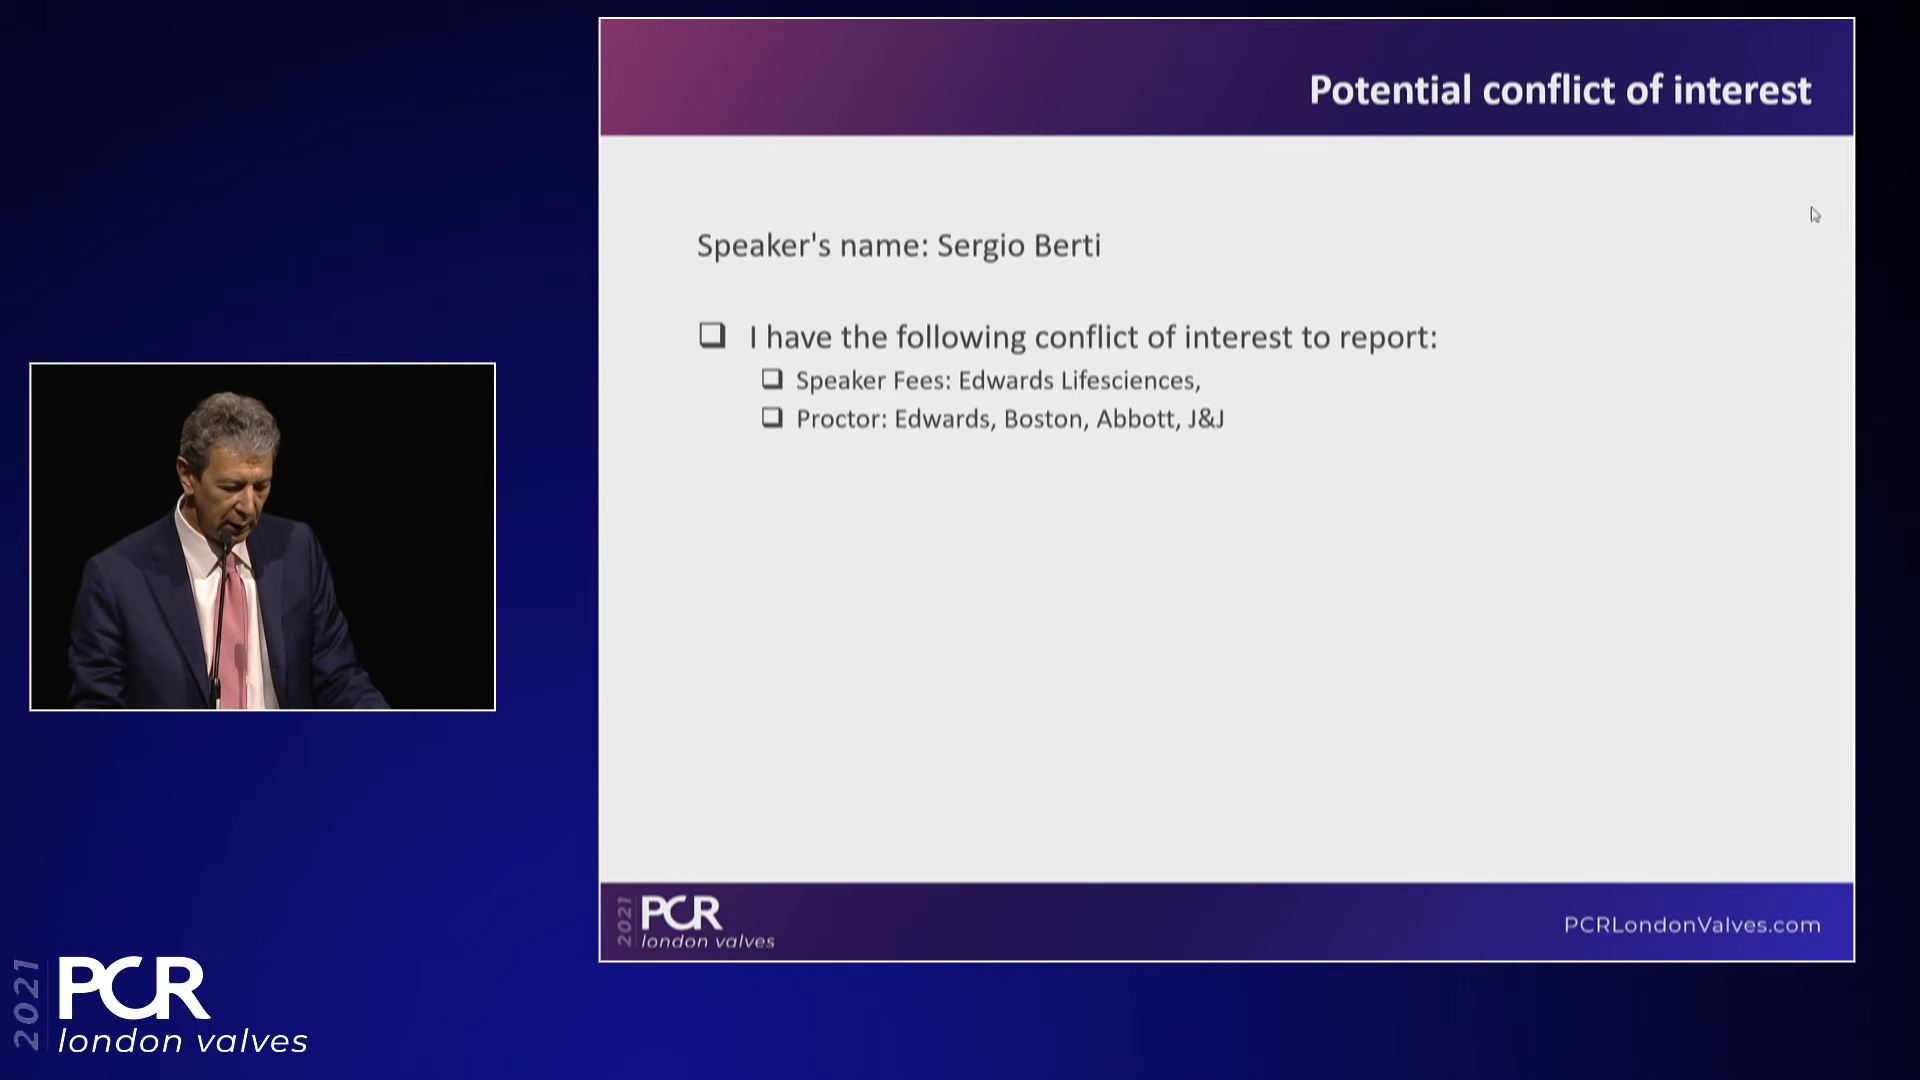 Potential conflict of interest
Speaker's name: Sergio Berti
I have the following conflict of interest to report:
Speaker Fees: Edwards Lifesciences,
Proctor: Edwards, Boston, Abbott, J&J
2021
PCR
london valves
PCRLondonValves.com
2021
PCR
london valves